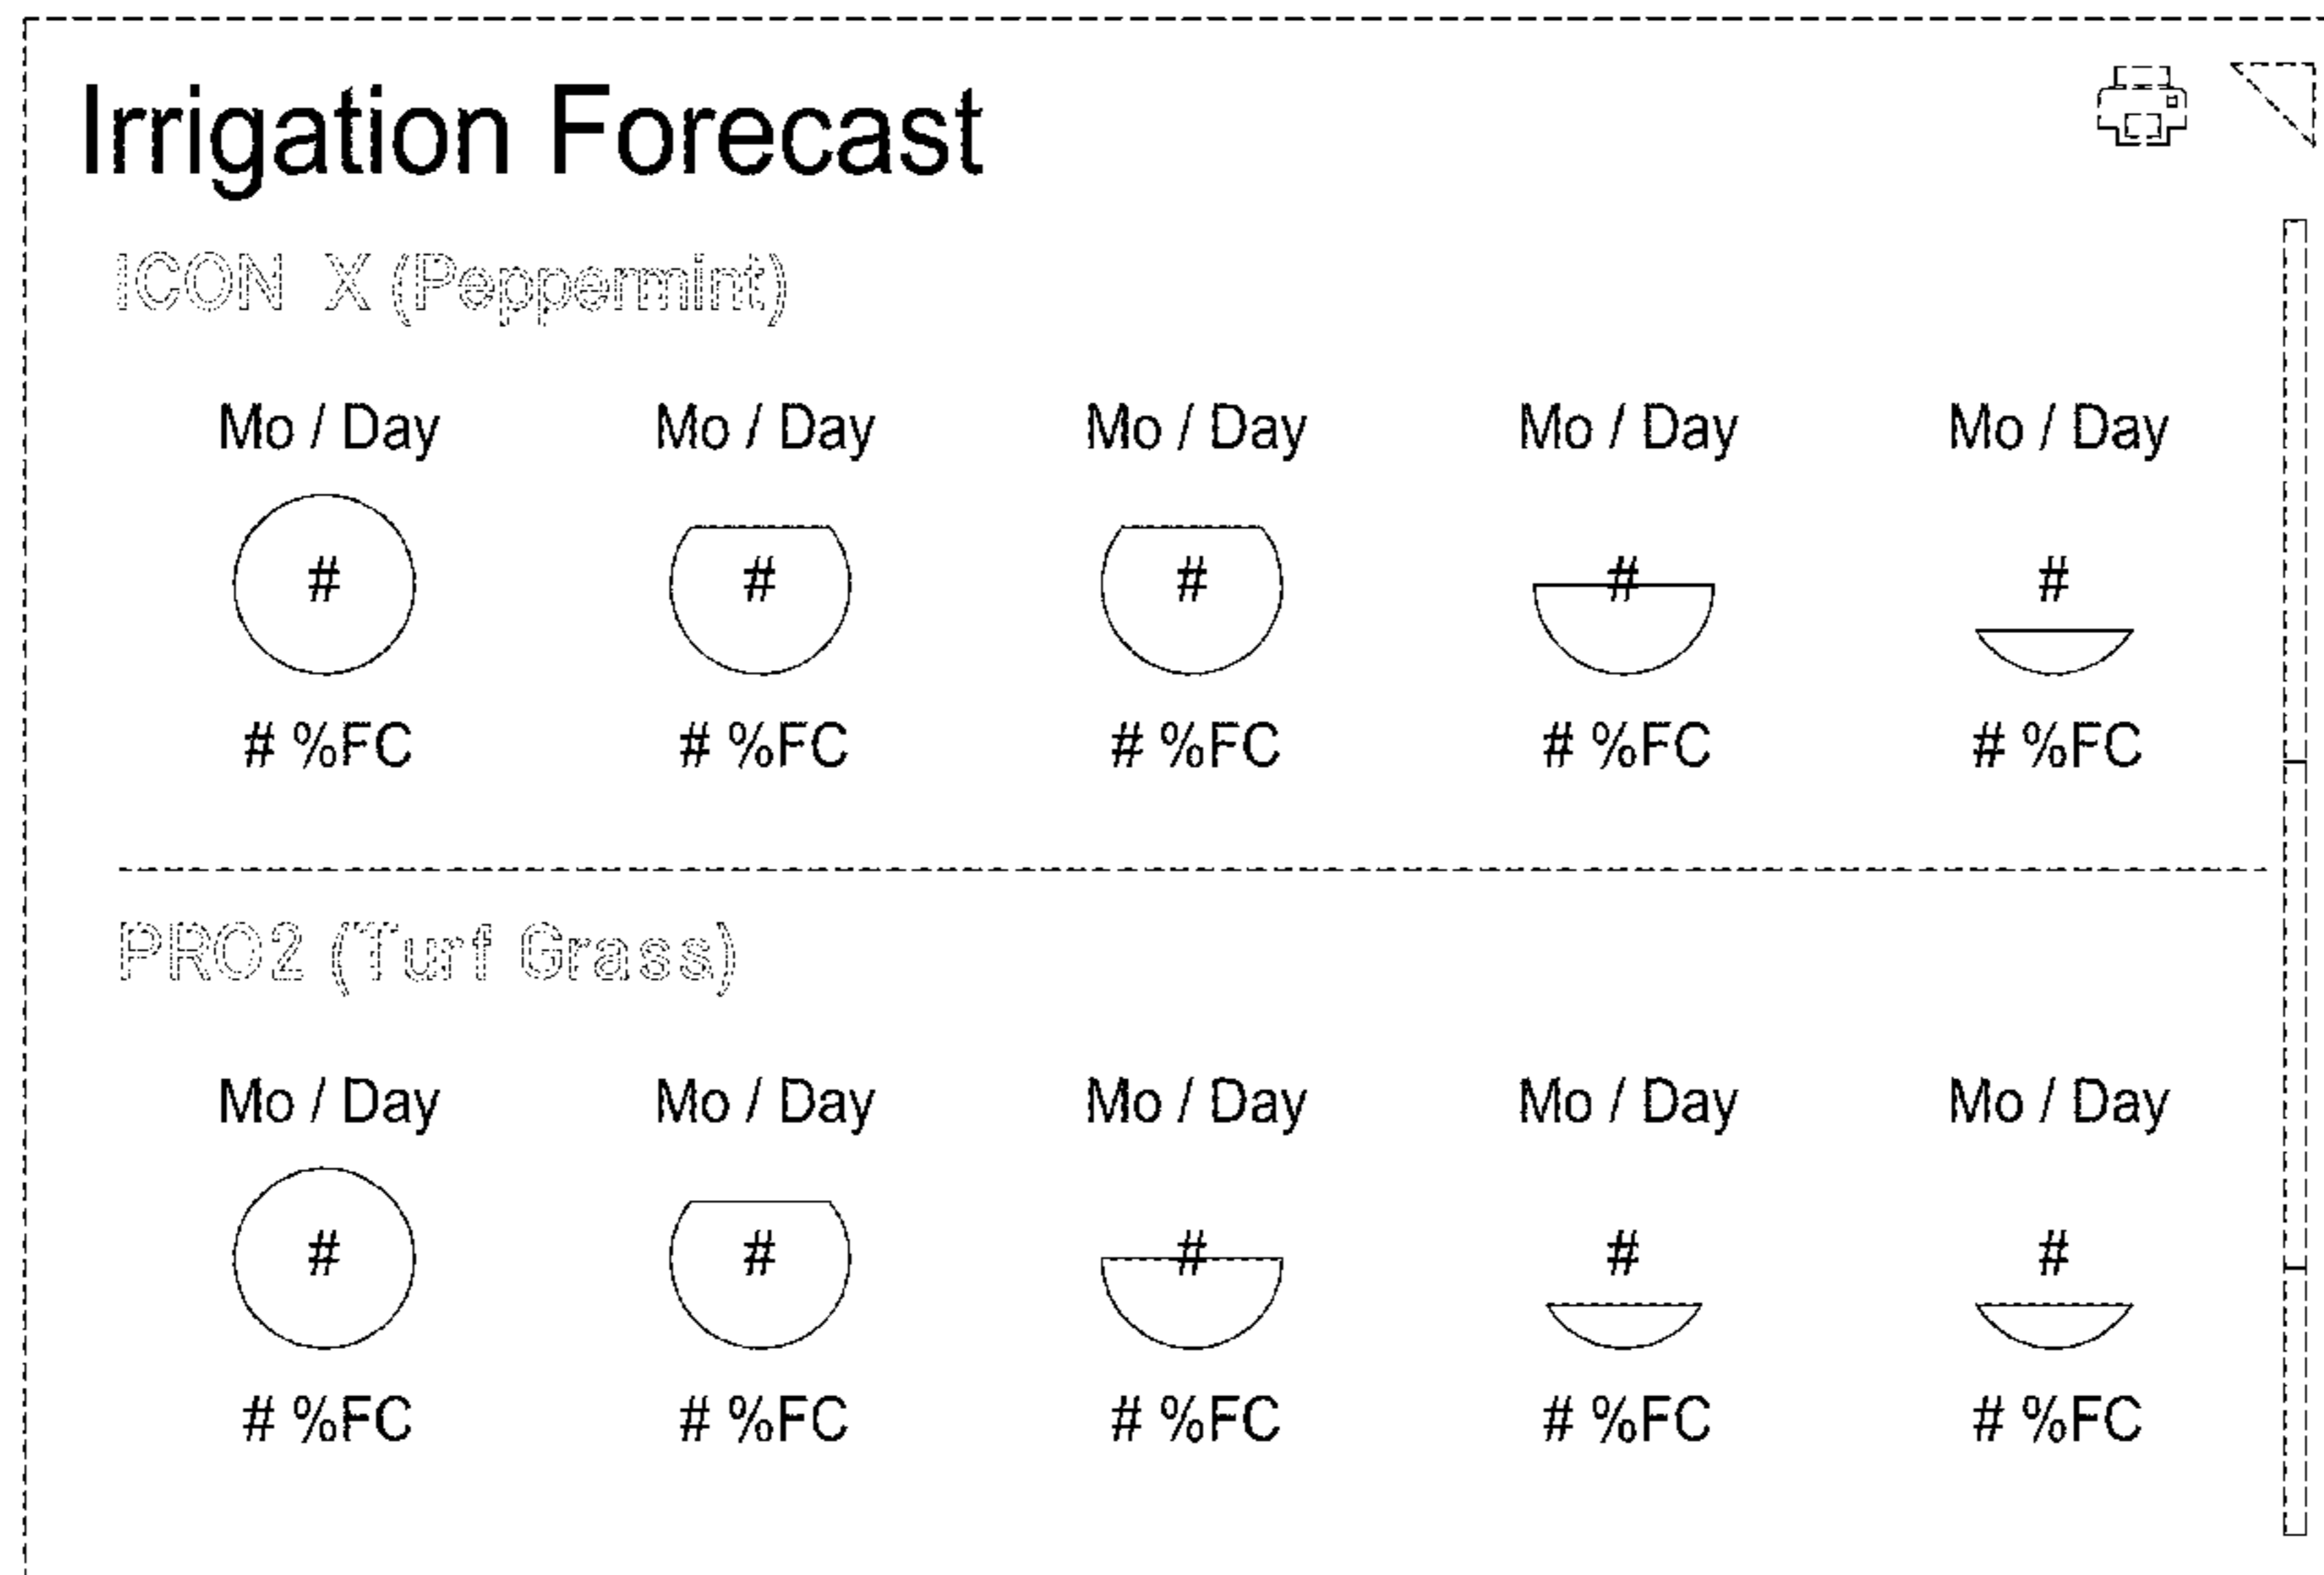 Irrigation Forecast
ICON X (Peppermint)
Mo / Day Mo / Day Mo / Day Mo / Day Mo / Day
# # # # #
# %FC # %FC # %FC # %FC # %FC
PRO2 (Turf Grass)
Mo / Day Mo / Day Mo / Day Mo / Day Mo / Day
# # # # #
# %FC # %FC # %FC # %FC # %FC